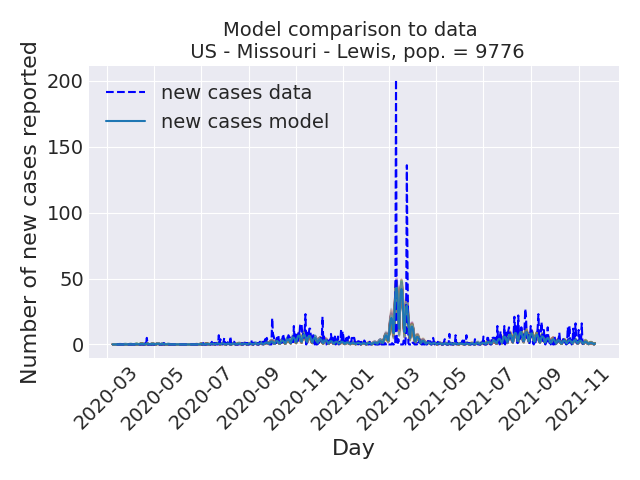 Model comparison to data
US - Missouri - Lewis, pop. = 9776
new cases data
new cases model
Number of new cases reported
200
150
100
50
0
2020-03
2020-05
2020-07
2020-09
2020-11
2021-01
2021-03
2021-05
2021-07
2021-09
2021-11
Day